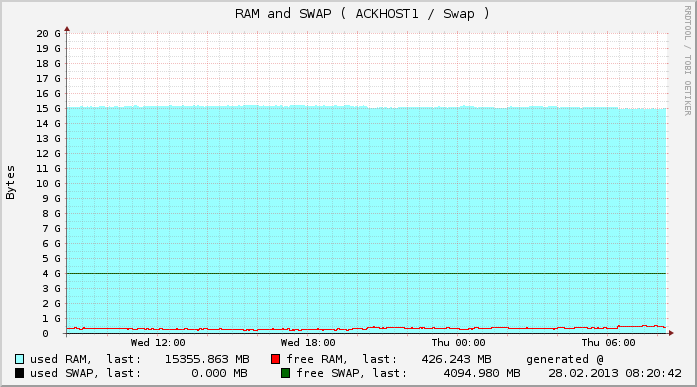 RAM and SWAP ( ACKHOST1 / Swap )
RRDTOOL / TOBI OETIKER
Bytes
20 G
19 G
18 G
17 G
16 G
15 G
14 G
13 G
12 G
11 G
10 G
9 G
8 G
7 G
6 G
5 G
4 G
3 G
2 G
1 G
0
Wed 12:00 Wed 18:00 Thu 00:00 Thu 06:00
used RAM, last: 15355.863 MB free RAM, last: 426.243 MB generated @
used SWAP, last: 0.000 MB free SWAP, last: 4094.980 MB 28.02.2013 08:20:42